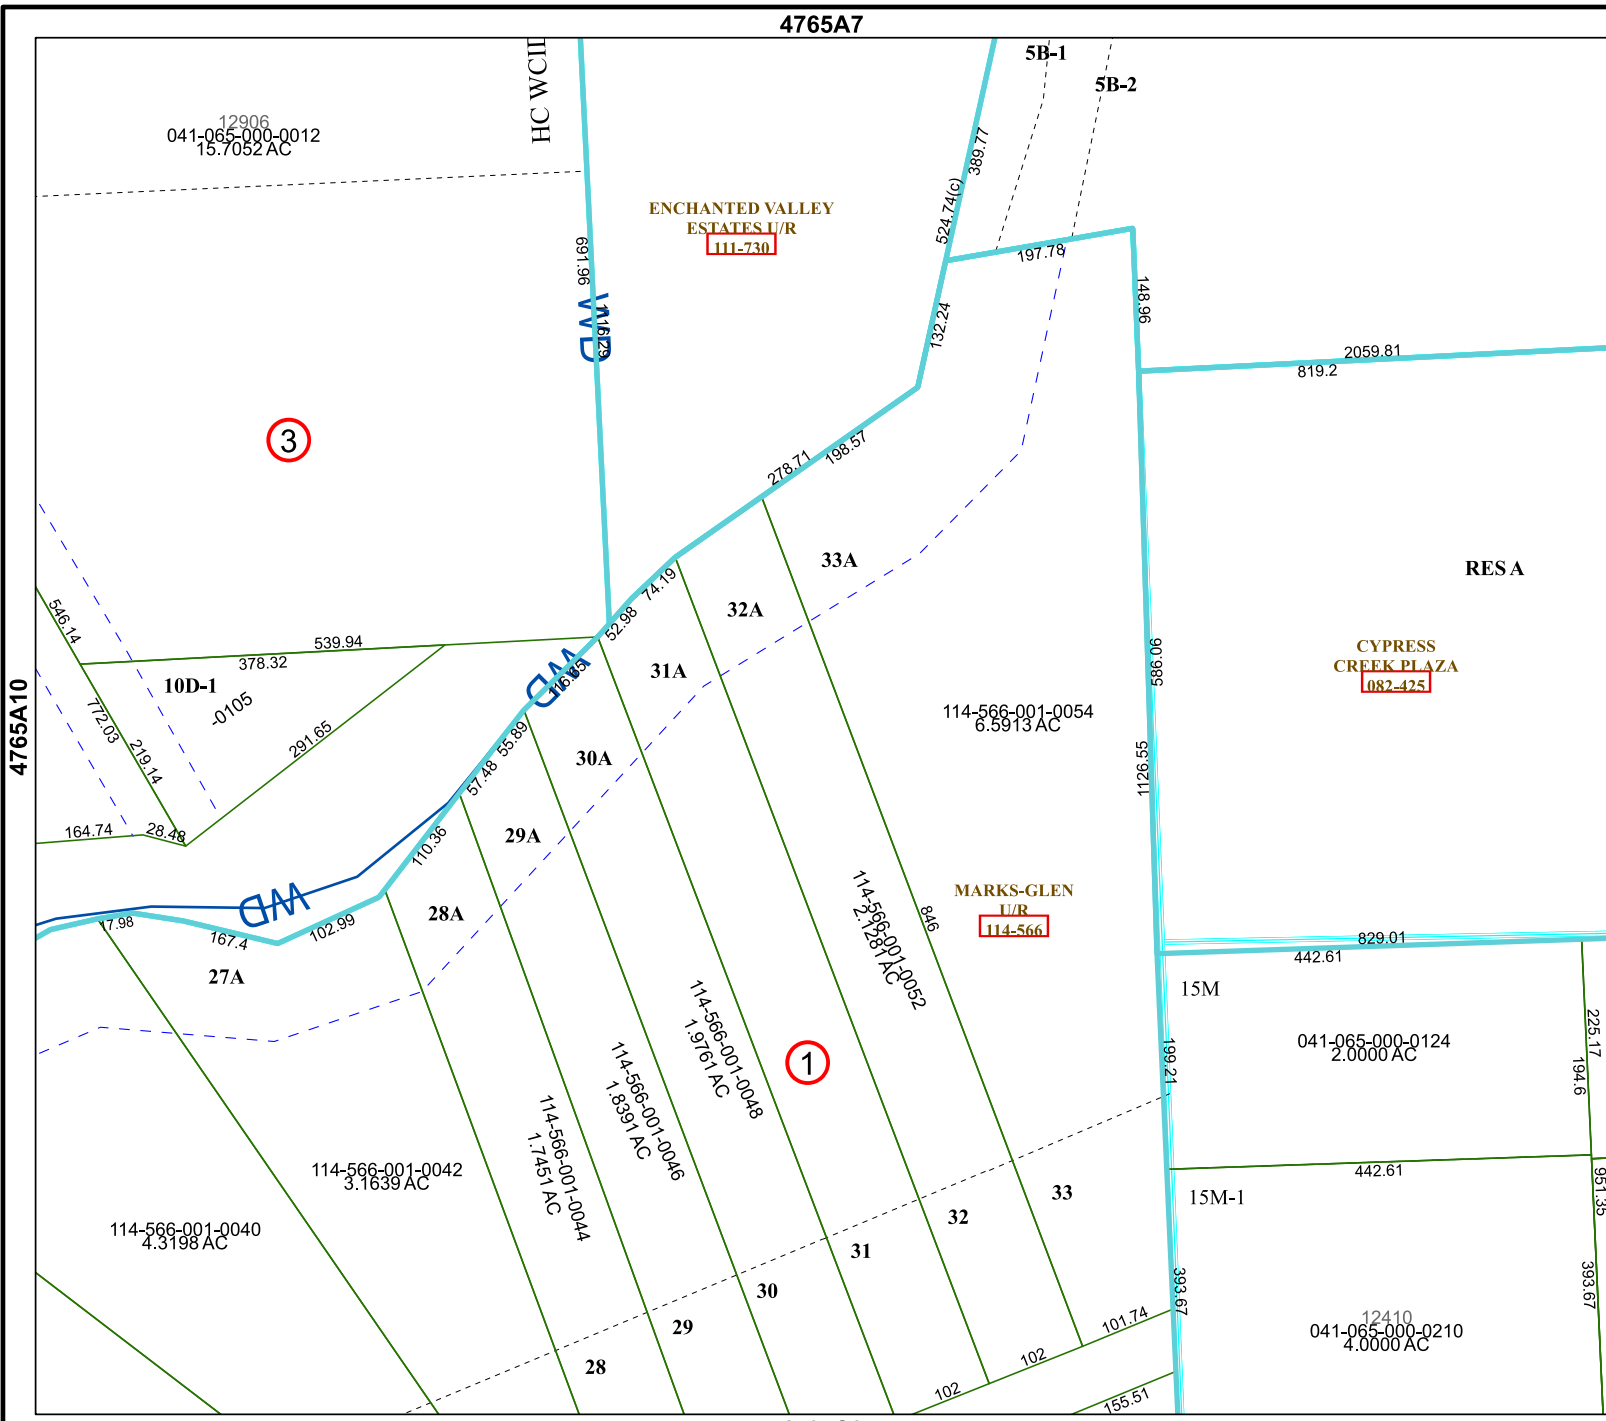 4765A7
5B-1
5B-2
HC WCI
12906
041-065-000-0012
15.7052 AC
389.77
524.74(c)
ENCHANTED VALLEY
ESTATES U/R
111-730
691.96
197.78
148.96
WD
132.24
2059.81
819.2
3
278.71
198.57
33A
RES A
546.14
74.19
32A
52.98
539.94
378.32
586.06
CYPRESS
CREEK PLAZA
082-425
WD
116.65
31A
10D-1
-0105
4765A10
772.03
219.14
291.65
114-566-001-0054
6.5913 AC
55.89
30A
57.48
1126.55
164.74
28.48
110.36
29A
WD
MARKS-GLEN
U/R
114-566
114-566-001-0052
2.1281 AC
846
17.98
167.4
102.99
28A
829.01
442.61
27A
15M
114-566-001-0048
1.9761 AC
1
199.21
041-065-000-0124
2.0000 AC
225.17
194.6
114-566-001-0046
1.8391 AC
114-566-001-0044
1.7451 AC
114-566-001-0042
3.1639 AC
442.61
951.35
15M-1
33
32
114-566-001-0040
4.3198 AC
31
30
393.67
393.67
101.74
29
12410
041-065-000-0210
4.0000 AC
102
28
102
155.51